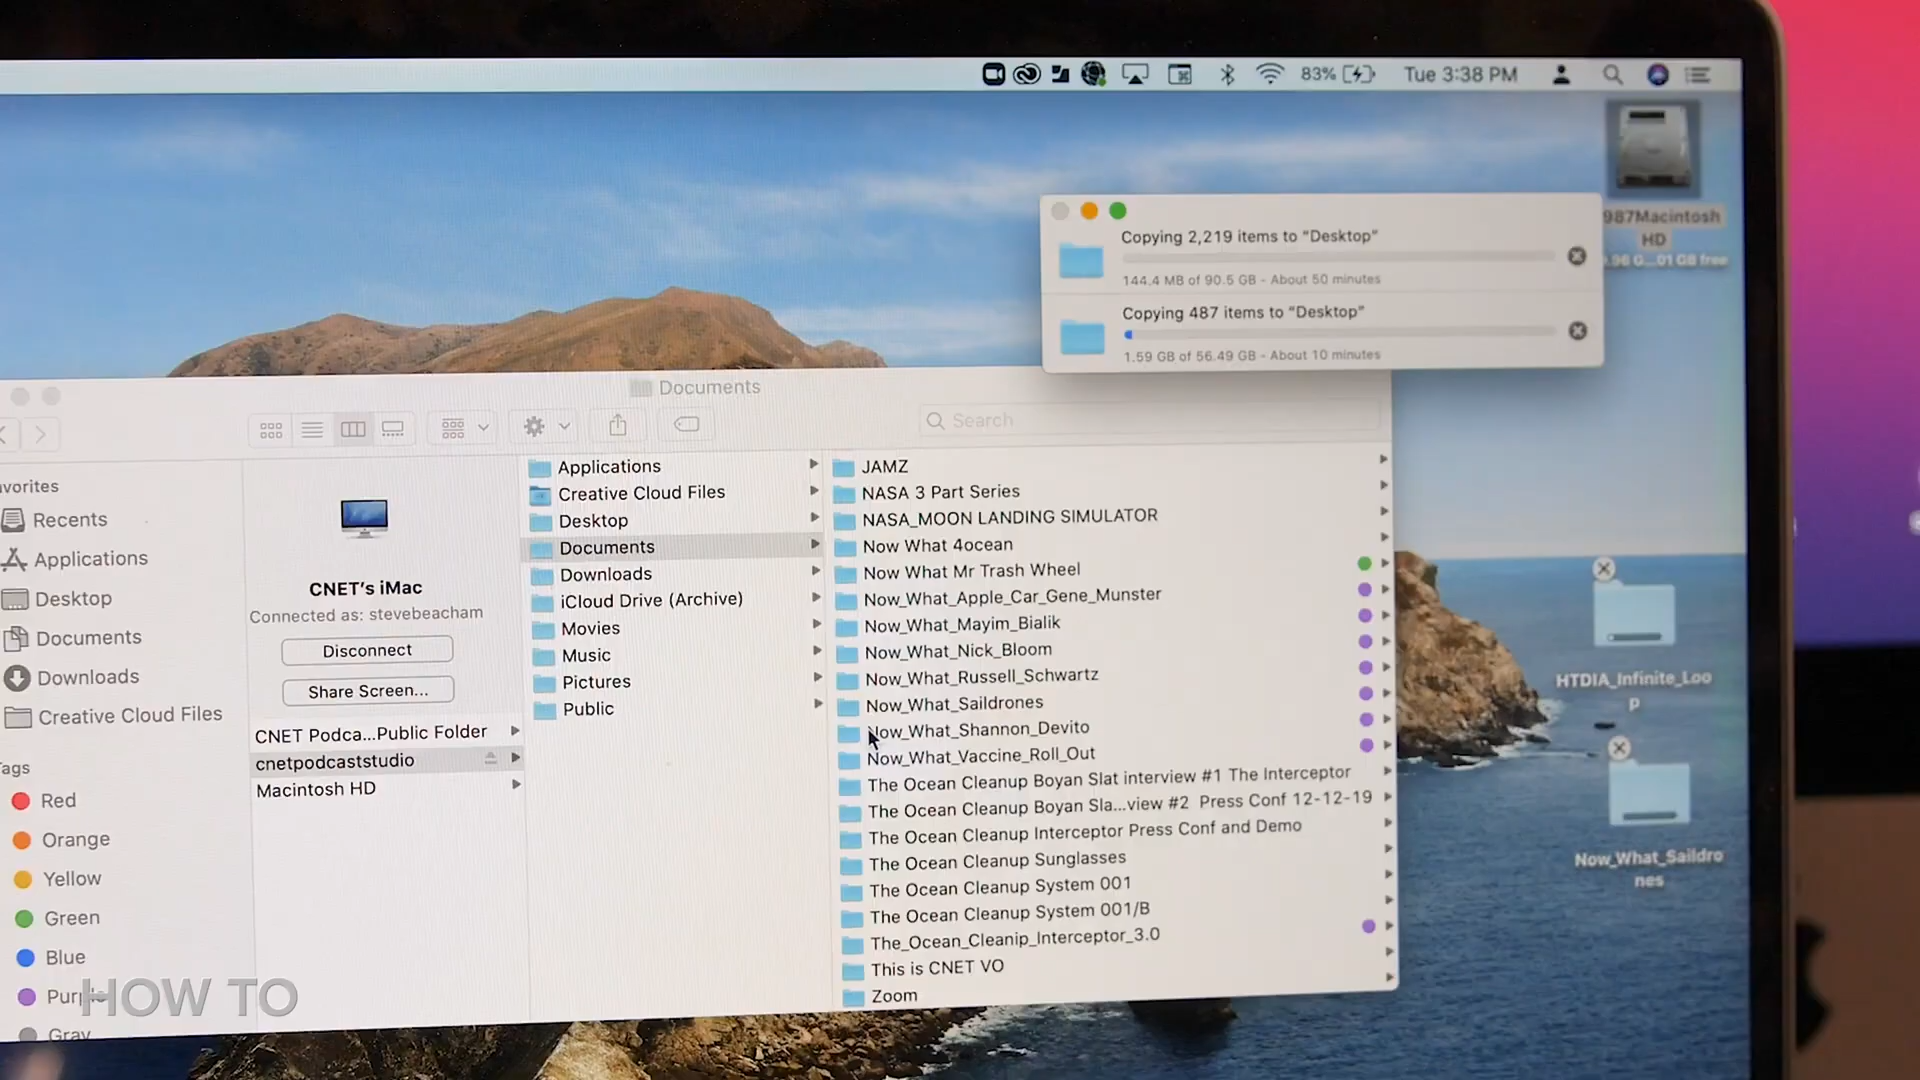 83%
Tue 3:38 PM
987Macintosh
HD
Copying 2,219 items to “Desktop”
144.4 MB of 90.5 GB - About 50 minutes
Copying 487 items to “Desktop”
1.59 GB of 56.49 GB - About 10 minutes
Documents
Search
vorites
Recents
Applications
Desktop
Documents
Downloads
Creative Cloud Files
ags
Red
Orange
Yellow
Green
Blue
Gray
CNET’s iMac
Connected as: stevebeacham
Disconnect
Share Screen...
CNET Podca...Public Folder
cnetpodcaststudio
Macintosh HD
Applications
Creative Cloud Files
Desktop
Documents
Downloads
iCloud Drive (Archive)
Movies
Music
Pictures
Public
JAMZ
NASA 3 Part Series
NASA_MOON LANDING SIMULATOR
Now What 4ocean
Now What Mr Trash Wheel
Now_What_Apple_Car_Gene_Munster
Now_What_Mayim_Bialik
Now_What_Nick_Bloom
Now_What_Russell_Schwartz
Now_What_Saildrones
Now_What_Shannon_Devito
Now_What_Vaccine_Roll_Out
The Ocean Cleanup Boyan Slat interview #1 The Interceptor
The Ocean Cleanup Boyan Sla...view #2 Press Conf 12-12-19
The Ocean Cleanup Interceptor Press Conf and Demo
The Ocean Cleanup Sunglasses
The Ocean Cleanup System 001
The Ocean Cleanup System 001/B
The_Ocean_Cleanip_Interceptor_3.0
This is CNET VO
Zoom
HTDIA_Infinite_Loo
p
Now_What_Saildro
nes
HOW TO